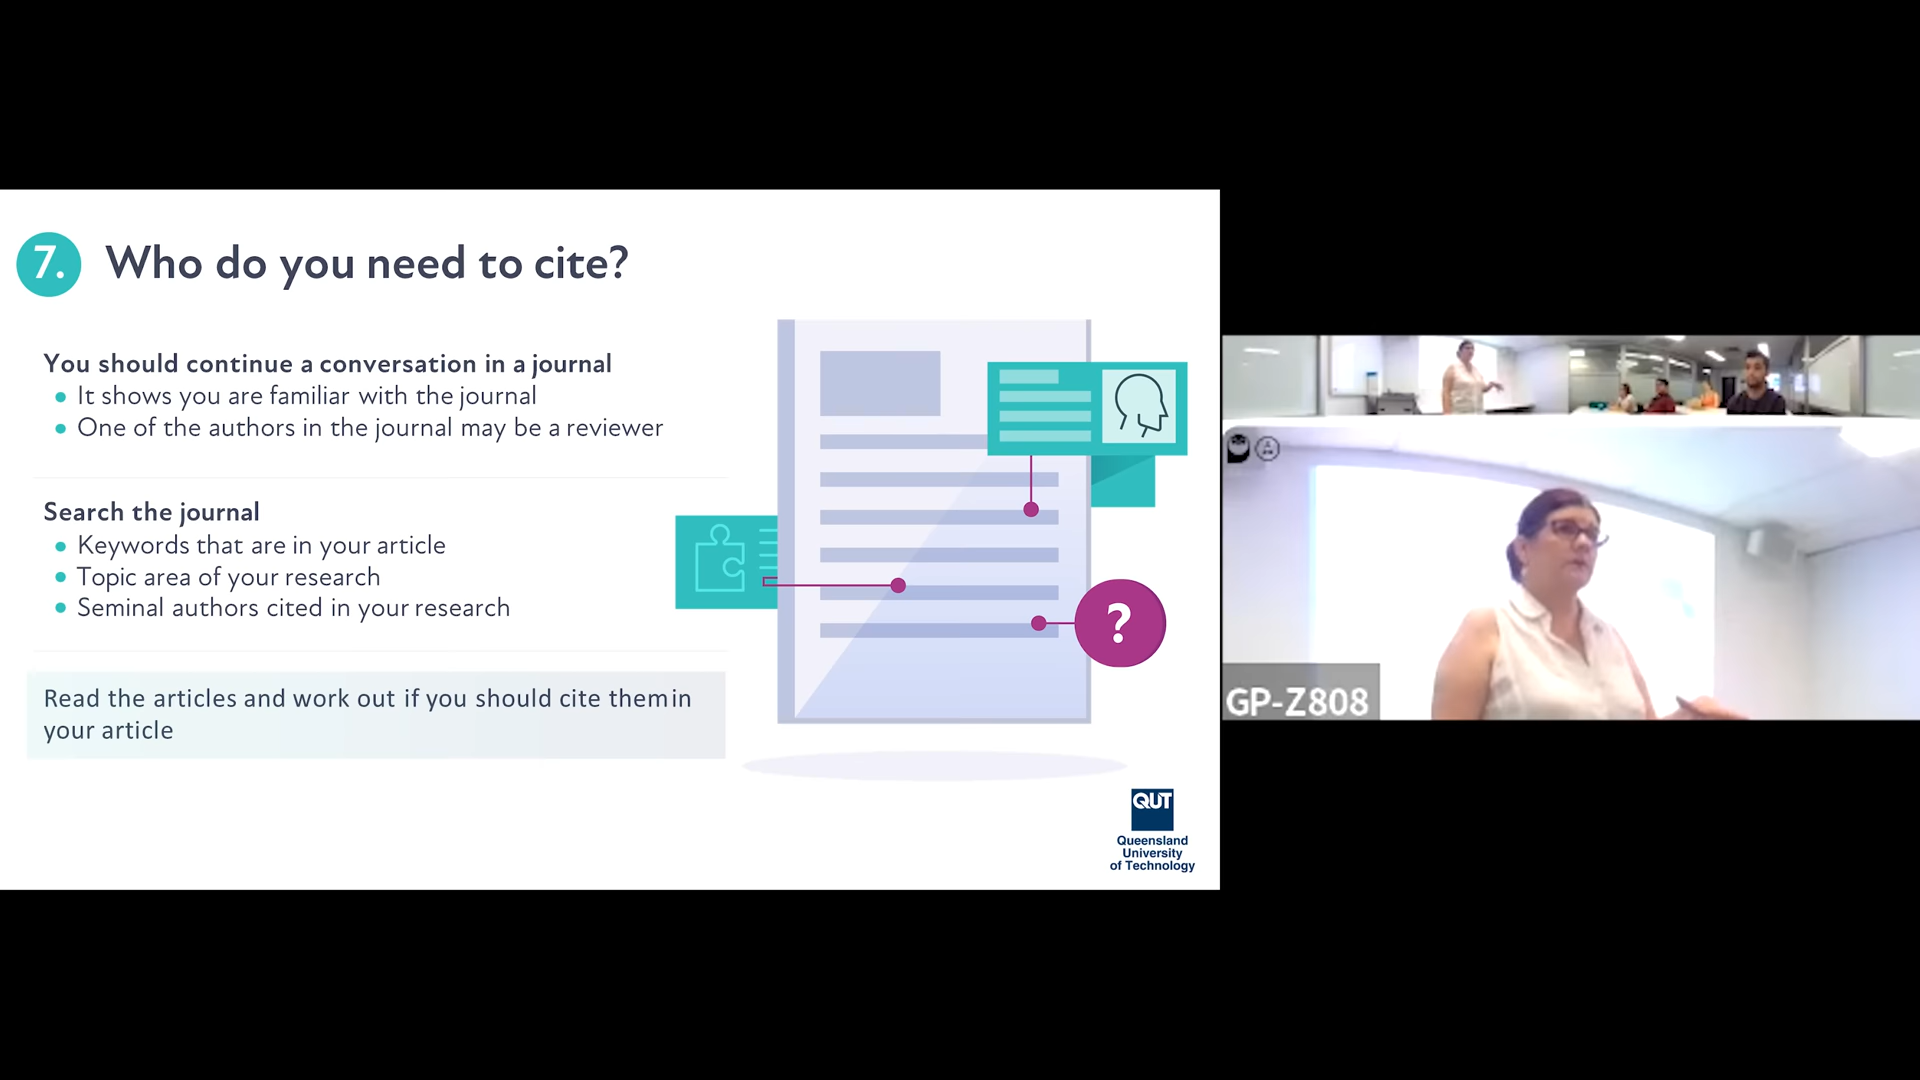 7. Who do you need to cite?
You should continue a conversation in a journal
• It shows you are familiar with the journal
• One of the authors in the journal may be a reviewer
Search the journal
• Keywords that are in your article
• Topic area of your research
• Seminal authors cited in your research
Read the articles and work out if you should cite them in
your article
?
QUT
Queensland
University
of Technology
GP-Z808